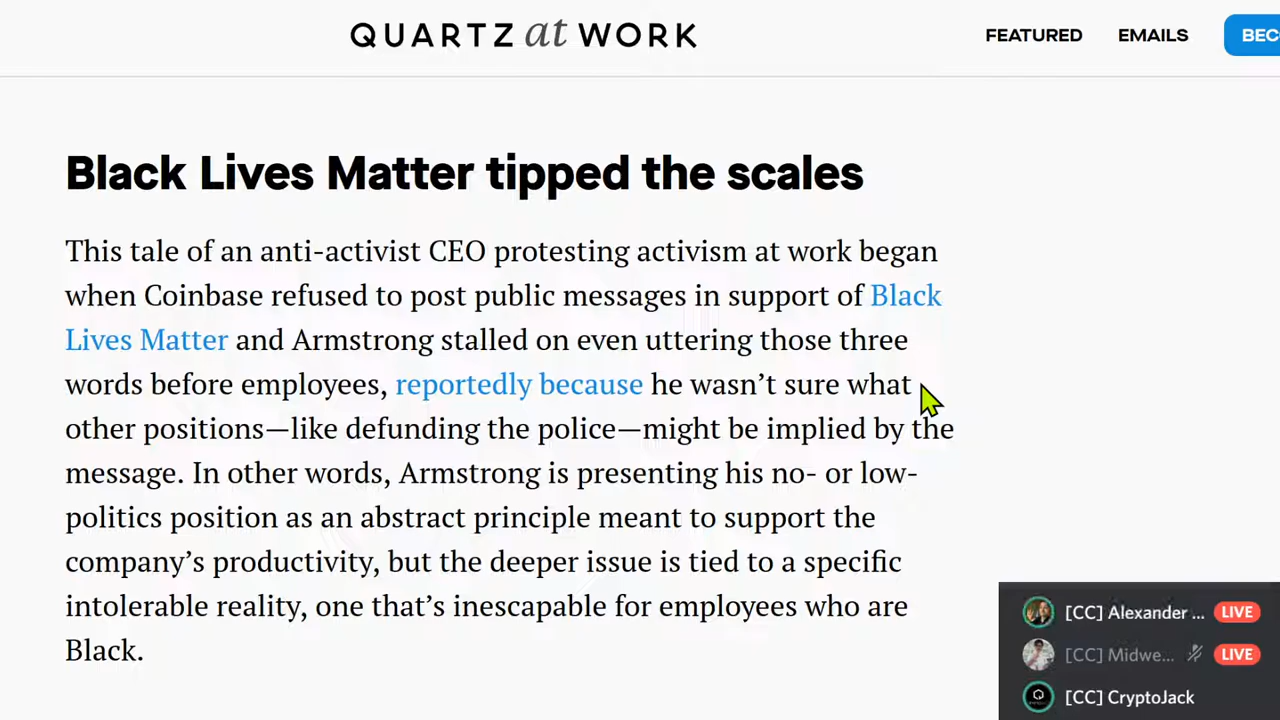 QUARTZ at WORK
FEATURED
EMAILS
BEC
Black Lives Matter tipped the scales
This tale of an anti-activist CEO protesting activism at work began
when Coinbase refused to post public messages in support of Black
Lives Matter and Armstrong stalled on even uttering those three
words before employees, reportedly because he wasn’t sure what
other positions—like defunding the police—might be implied by the
message. In other words, Armstrong is presenting his no- or low-
politics position as an abstract principle meant to support the
company’s productivity, but the deeper issue is tied to a specific
intolerable reality, one that’s inescapable for employees who are
Black.
[CC] Alexander ... LIVE
[CC] Midwe... LIVE
[CC] CryptoJack